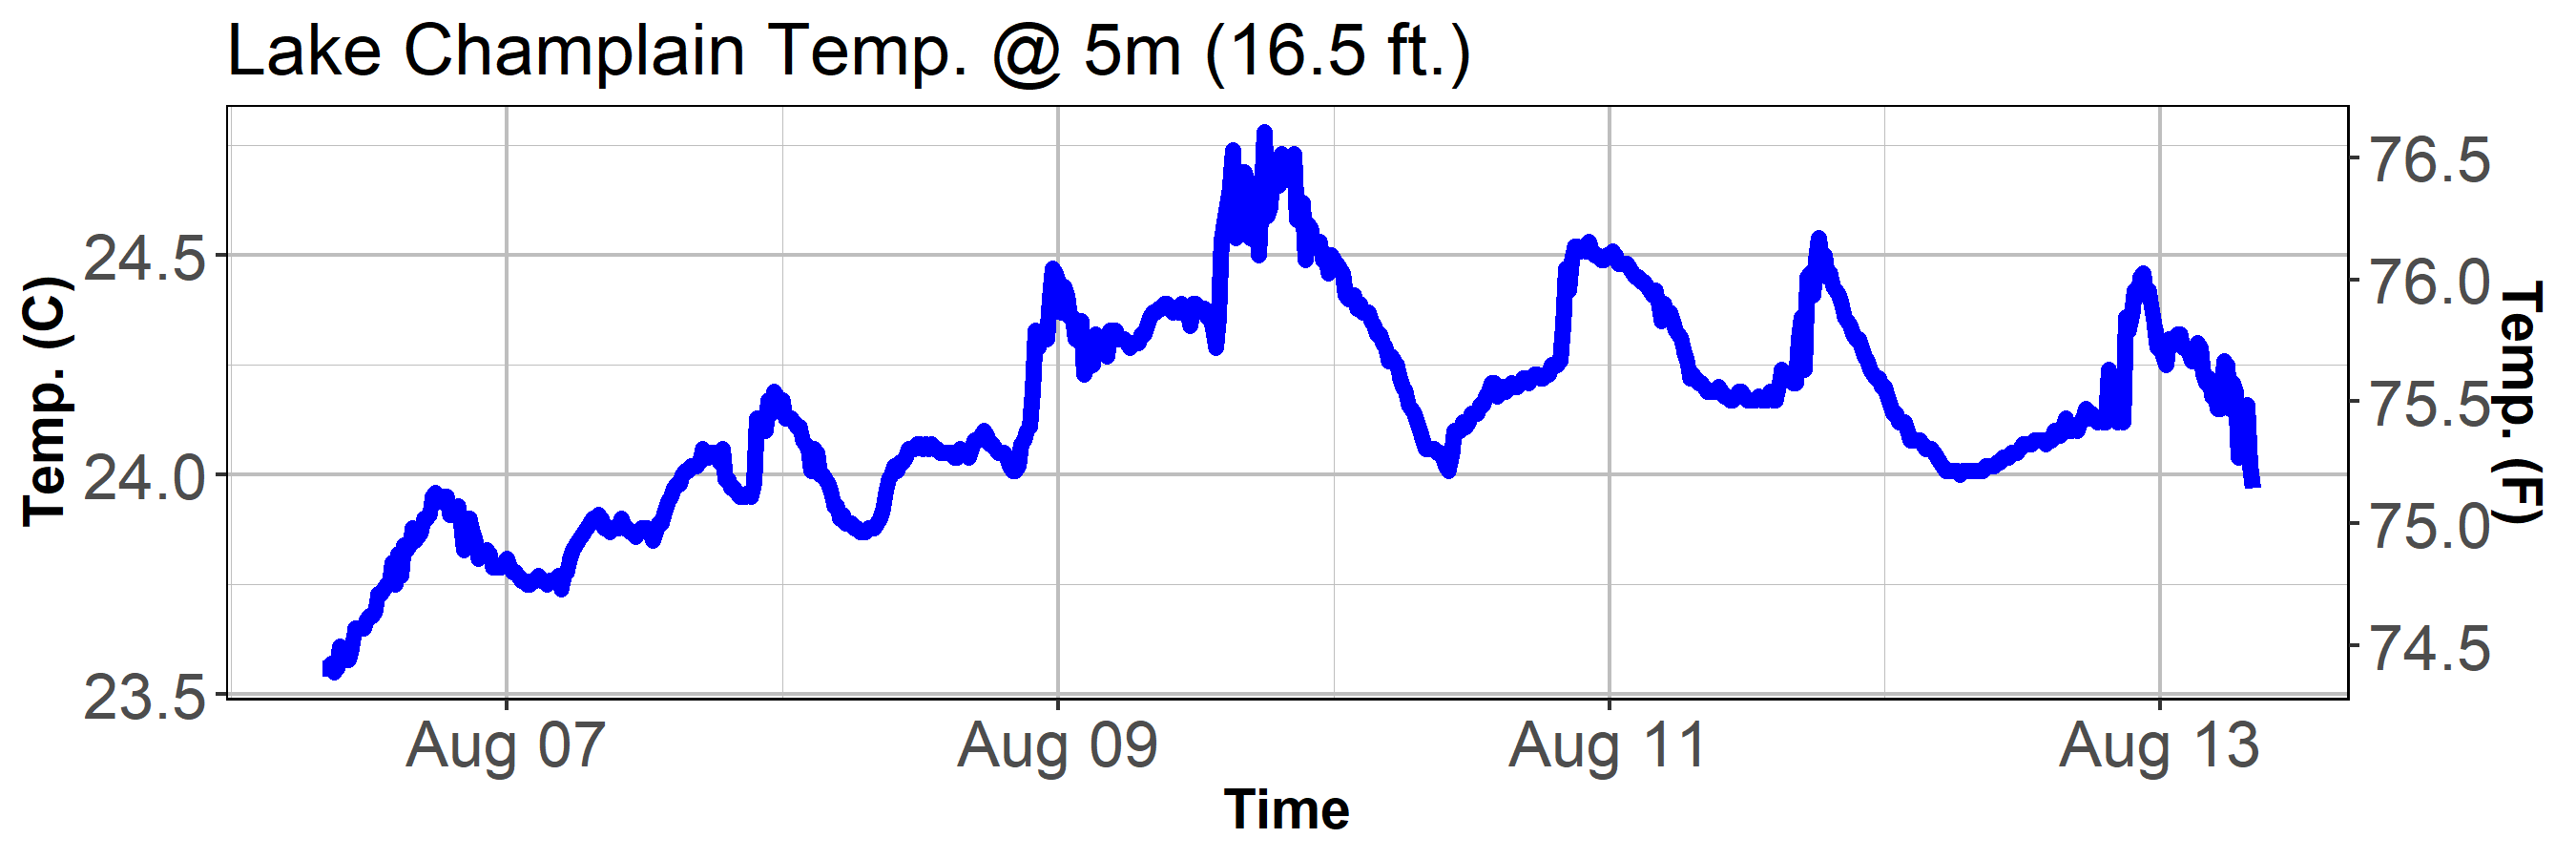 Lake Champlain Temp. @ 5m (16.5 ft.)
Temp. (C)
24.5
24.0
23.5
76.5
76.0
75.5
75.0
74.5
Temp. (F)
Aug 07 Aug 09 Aug 11 Aug 13
Time